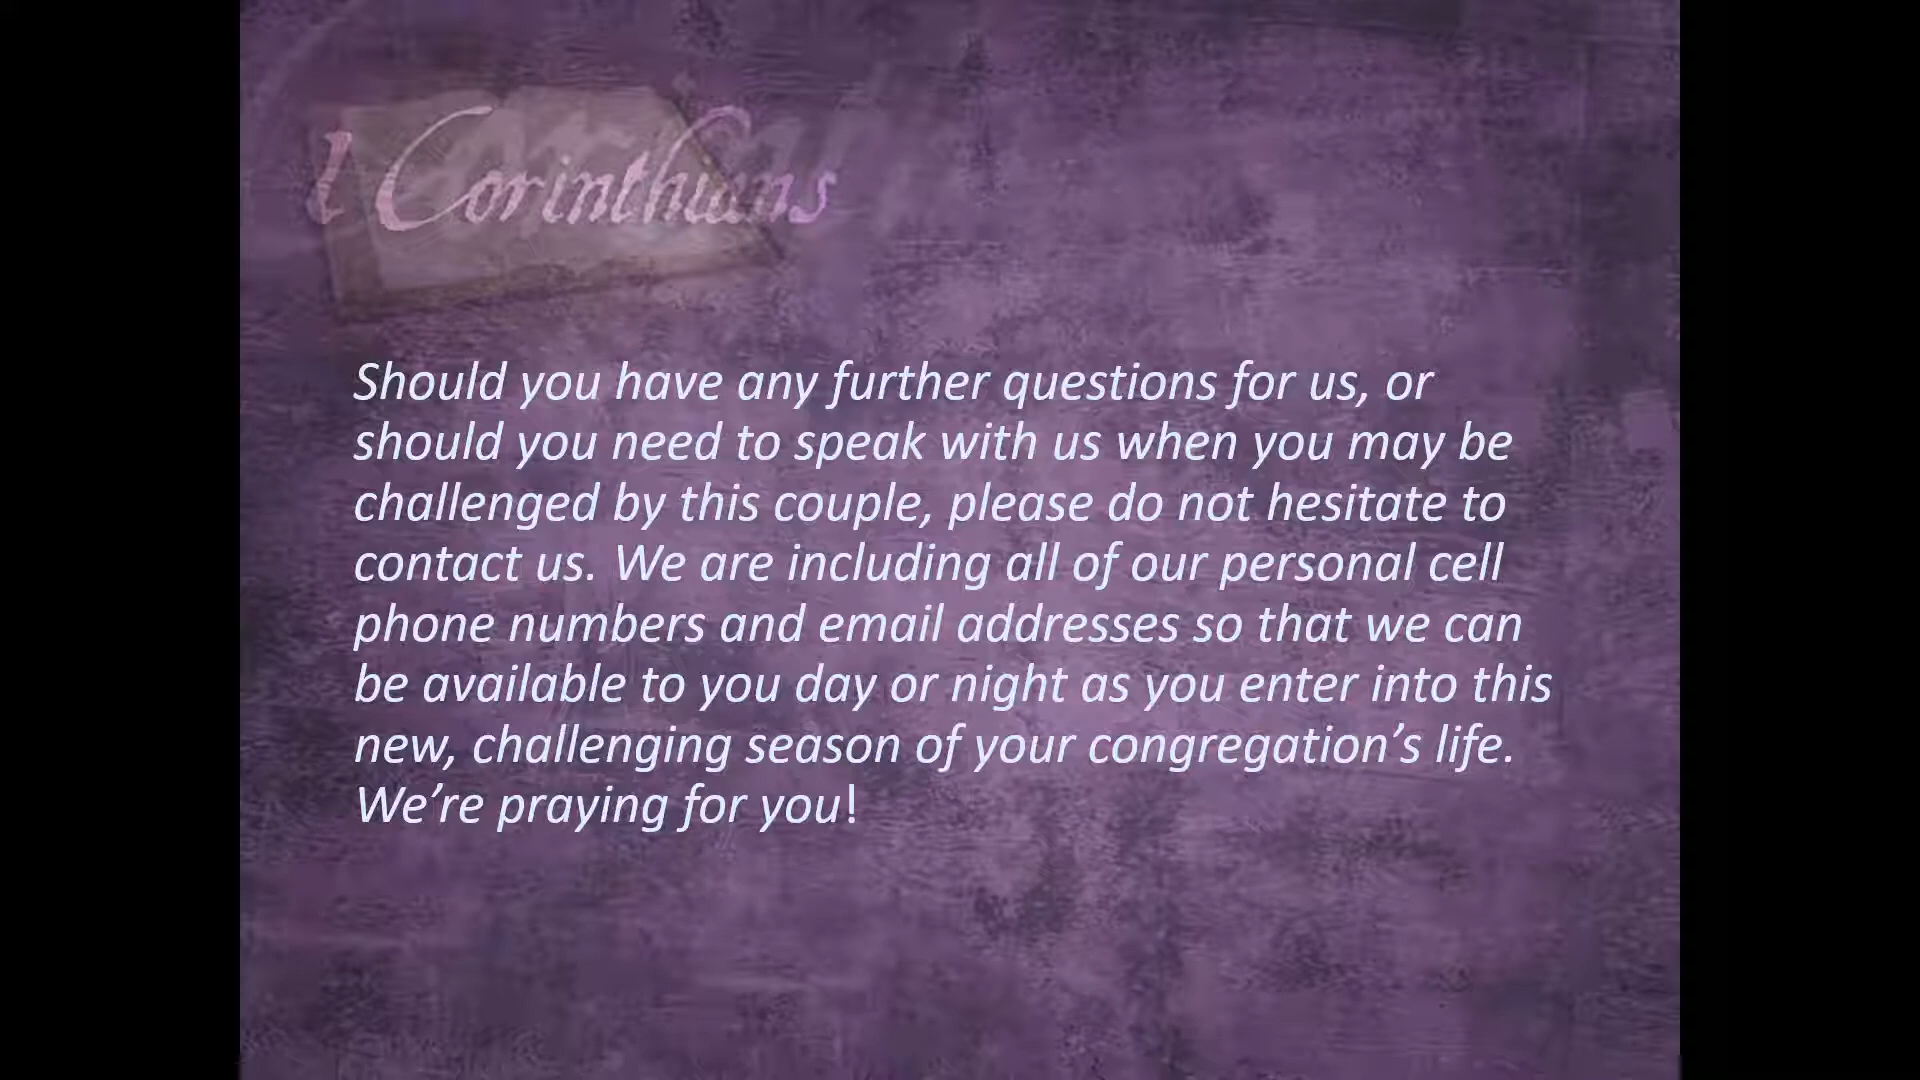 1 Corinthians
Should you have any further questions for us, or
should you need to speak with us when you may be
challenged by this couple, please do not hesitate to
contact us. We are including all of our personal cell
phone numbers and email addresses so that we can
be available to you day or night as you enter into this
new, challenging season of your congregation’s life.
We’re praying for you!